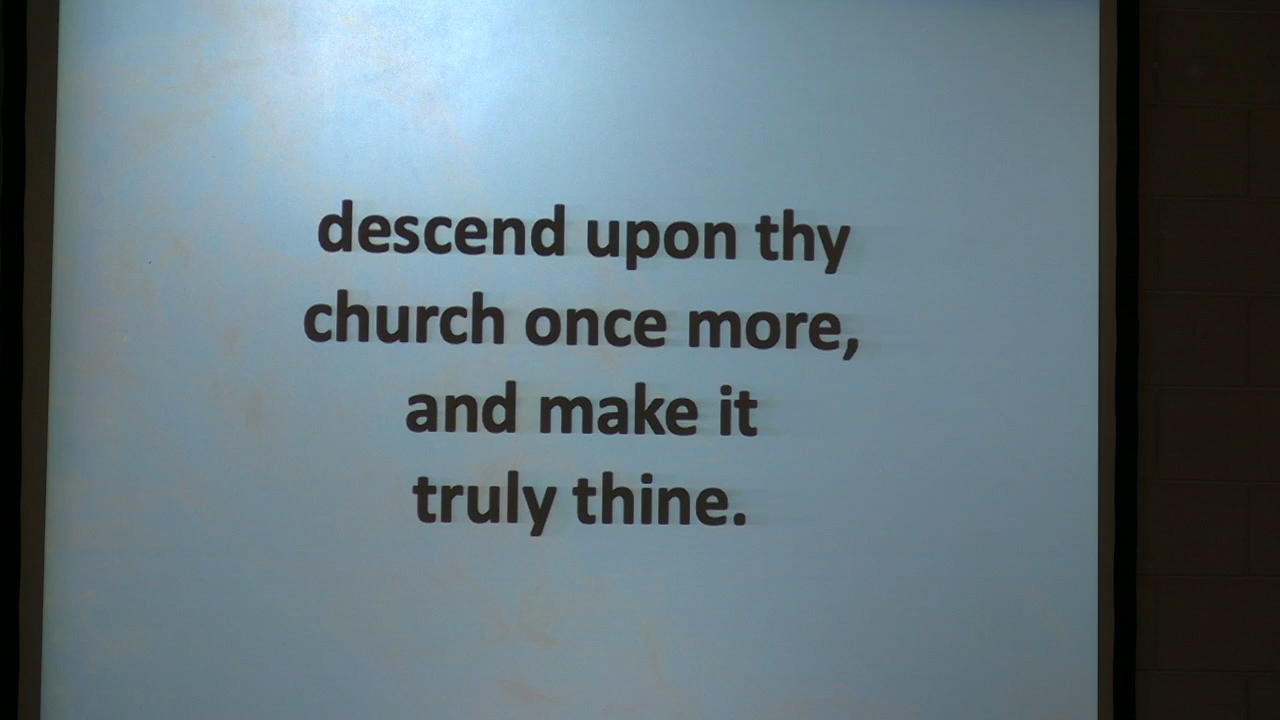 descend upon thy
church once more,
and make it
truly thine.